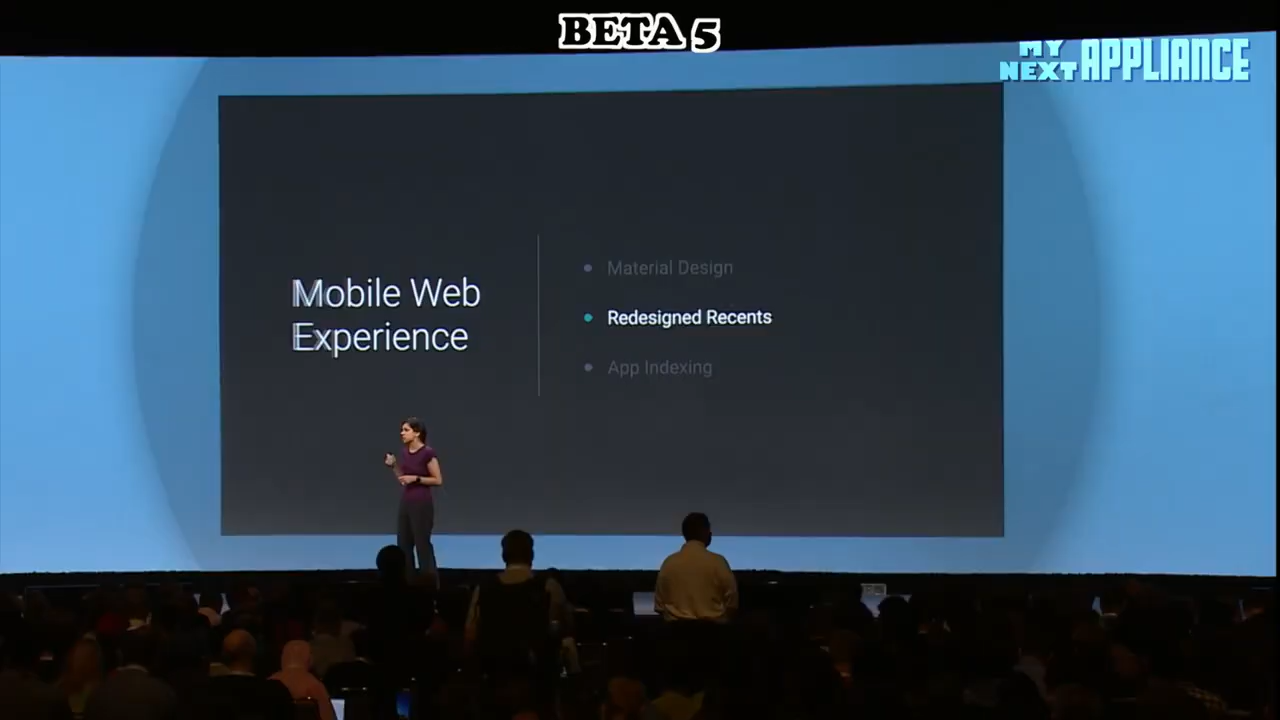 BETA 5
MY
NEXT APPLIANCE
Mobile Web
Experience
Material Design
Redesigned Recents
App Indexing